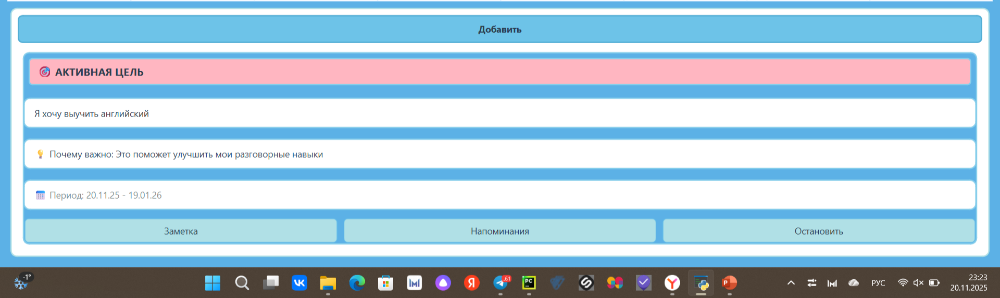 Добавить
АКТИВНАЯ ЦЕЛЬ
Я хочу выучить английский
Почему важно: Это поможет улучшить мои разговорные навыки
Период: 20.11.25 - 19.01.26
Заметка Напоминания Остановить
-1°
61
PC
P
РУС
23:23
20.11.2025